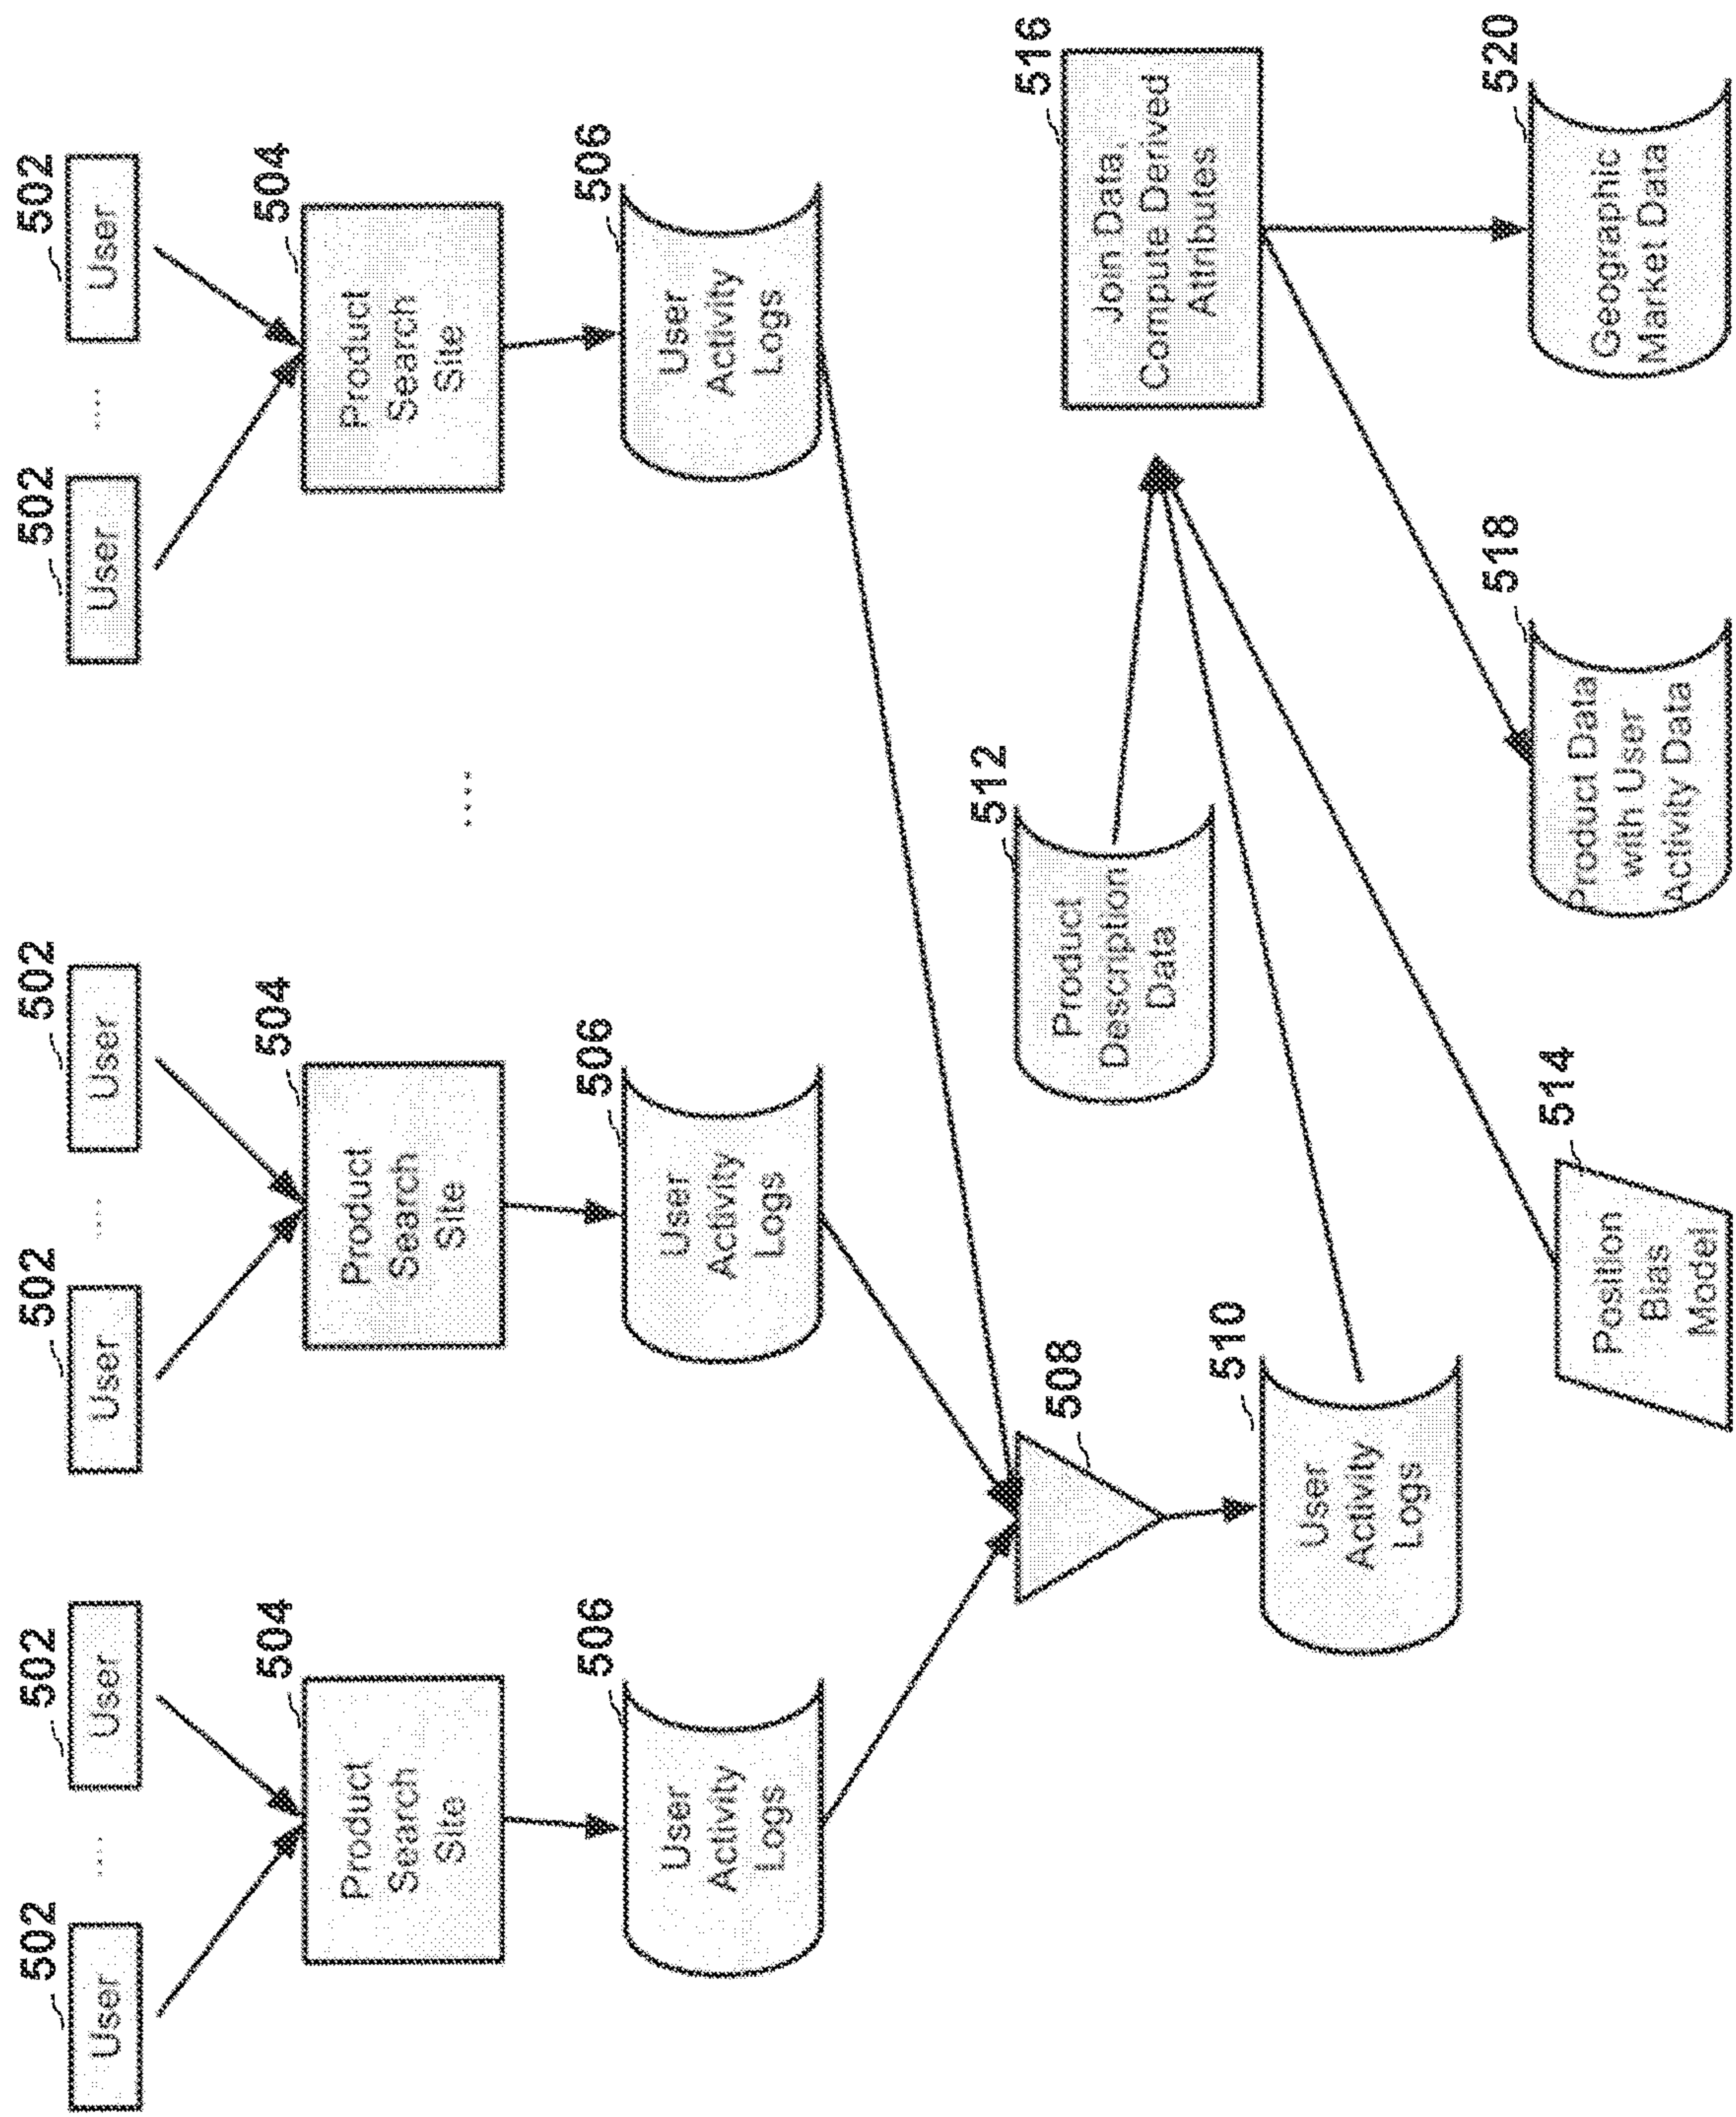 502
User
....
502
User
502
User
....
502
User
502
User
....
502
User
504
Product
Search
Site
504
Product
Search
Site
....
504
Product
Search
Site
506
User
Activity
Logs
506
User
Activity
Logs
506
User
Activity
Logs
508
510
User
Activity
Logs
512
Product
Description
Data
514
Position
Bias
Model
516
Join Data,
Compute Derived
Attributes
518
Product Data
with User
Activity Data
520
Geographic
Market Data